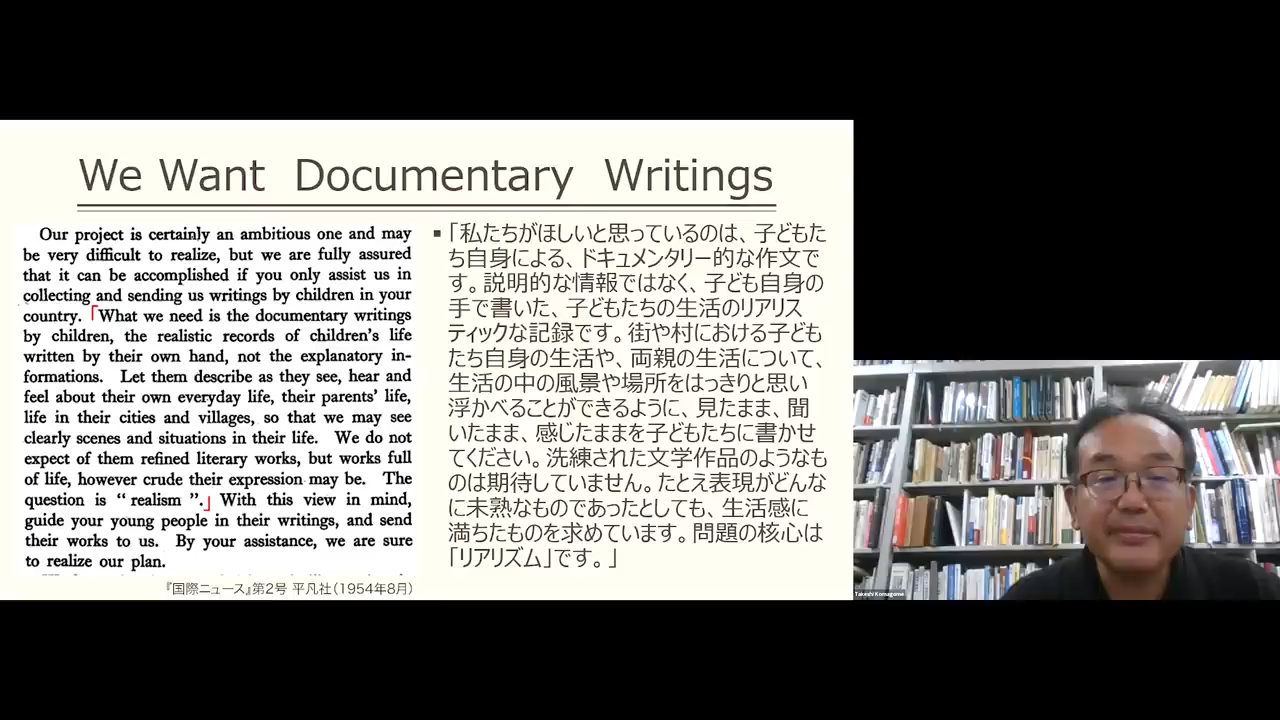 We Want Documentary Writings
Our project is certainly an ambitious one and may
be very difficult to realize, but we are fully assured
that it can be accomplished if you only assist us in
collecting and sending us writings by children in your
country. 「What we need is the documentary writings
by children, the realistic records of children's life
written by their own hand, not the explanatory in-
formations. Let them describe as they see, hear and
feel about their own everyday life, their parents' life,
life in their cities and villages, so that we may see
clearly scenes and situations in their life. We do not
expect of them refined literary works, but works full
of life, however crude their expression may be. The
question is "realism".」 With this view in mind,
guide your young people in their writings, and send
their works to us. By your assistance, we are sure
to realize our plan.
『国際ニュース』第2号 平凡社（1954年8月）
▪「私たちがほしいと思っているのは、子どもた
ち自身による、ドキュメンタリー的な作文で
す。説明的な情報ではなく、子ども自身の
手で書いた、子どもたちの生活のリアリス
ティックな記録です。街や村における子ども
たち自身の生活や、両親の生活について、
生活の中の風景や場所をはっきりと思い
浮かべることができるように、見たまま、聞
いたまま、感じたままを子どもたちに書かせ
てください。洗練された文学作品のようなも
のは期待していません。たとえ表現がどんな
に未熟なものであったとしても、生活感に
満ちたものを求めています。問題の核心は
「リアリズム」です。」
Takeshi Komagome